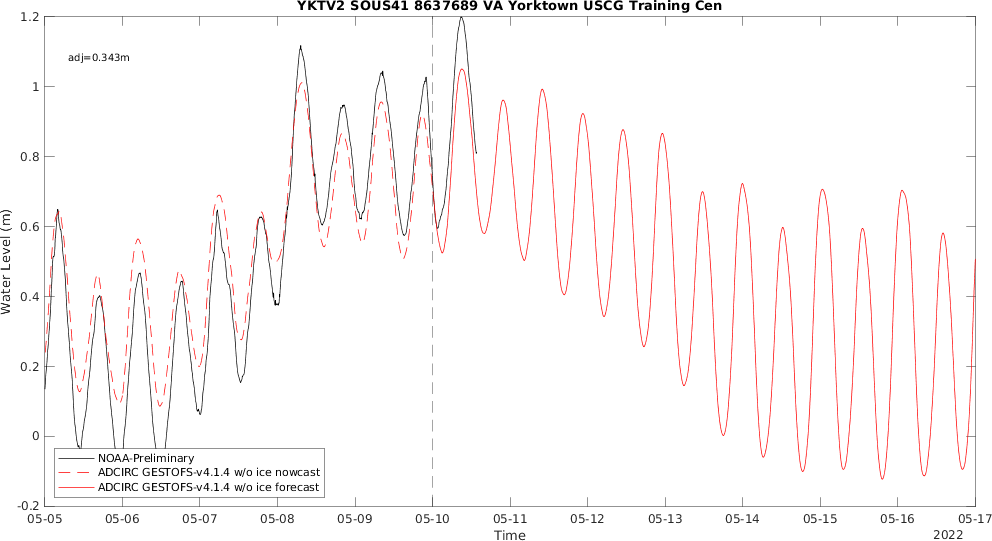 YKTV2 SOUS41 8637689 VA Yorktown USCG Training Cen
1.2
1
0.8
0.6
0.4
0.2
0
-0.2
Water Level (m)
adj=0.343m
NOAA-Preliminary
ADCIRC GESTOFS-v4.1.4 w/o ice nowcast
ADCIRC GESTOFS-v4.1.4 w/o ice forecast
05-05 05-06 05-07 05-08 05-09 05-10 05-11 05-12 05-13 05-14 05-15 05-16 05-17
Time
2022